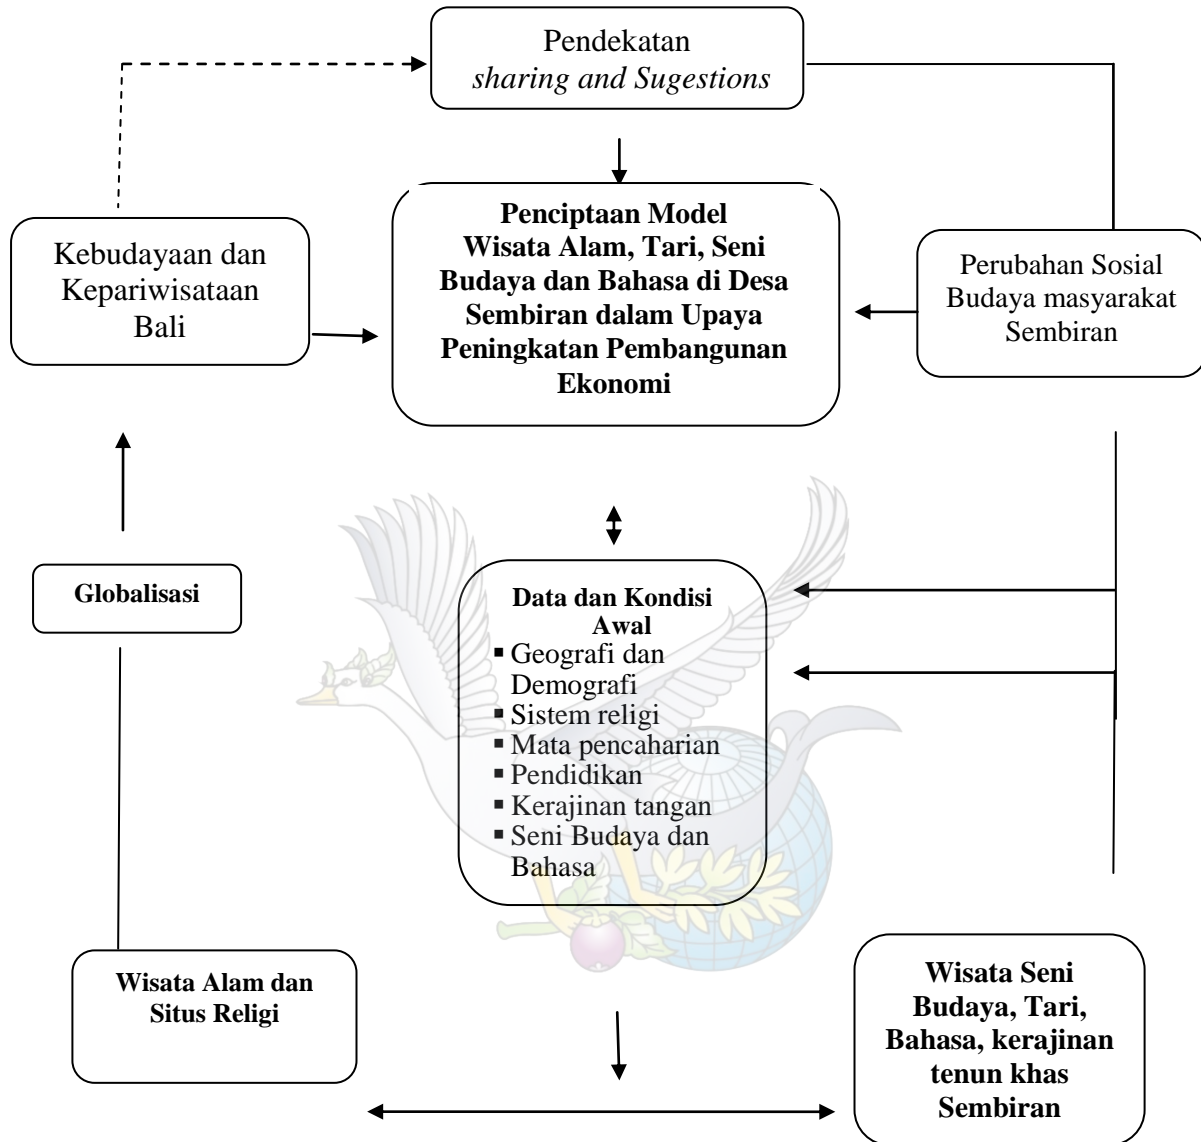 Pendekatan
sharing and Sugestions
Penciptaan Model
Wisata Alam, Tari, Seni
Budaya dan Bahasa di Desa
Sembiran dalam Upaya
Peningkatan Pembangunan
Ekonomi
Kebudayaan dan
Kepariwisataan
Bali
Perubahan Sosial
Budaya masyarakat
Sembiran
Globalisasi
Data dan Kondisi
Awal
▪ Geografi dan
Demografi
▪ Sistem religi
▪ Mata pencaharian
▪ Pendidikan
▪ Kerajinan tangan
▪ Seni Budaya dan
Bahasa
Wisata Alam dan
Situs Religi
Wisata Seni
Budaya, Tari,
Bahasa, kerajinan
tenun khas
Sembiran